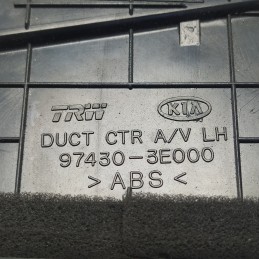 TRW KIA
DUCT CTR A/V LH
97430-3E000
>ABS<